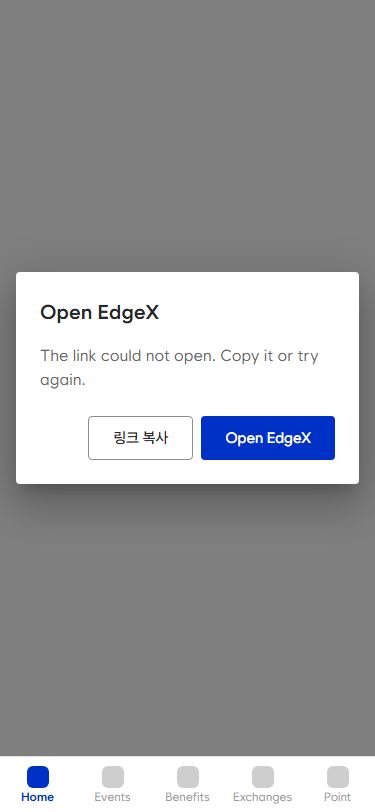 Open EdgeX
The link could not open. Copy it or try
again.
링크 복사
Open EdgeX
Home
Events
Benefits
Exchanges
Point